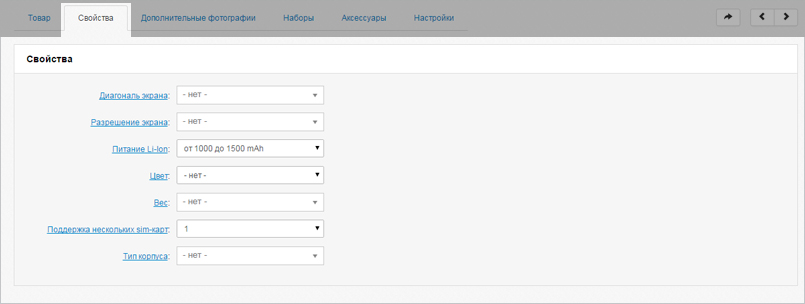 Товар Свойства Дополнительные фотографии Наборы Аксессуары Настройки
Свойства
Диагональ экрана: - нет -
Разрешение экрана: - нет -
Питание Li-Ion: от 1000 до 1500 mAh
Цвет: - нет -
Вес: - нет -
Поддержка нескольких sim-карт: 1
Тип корпуса: - нет -